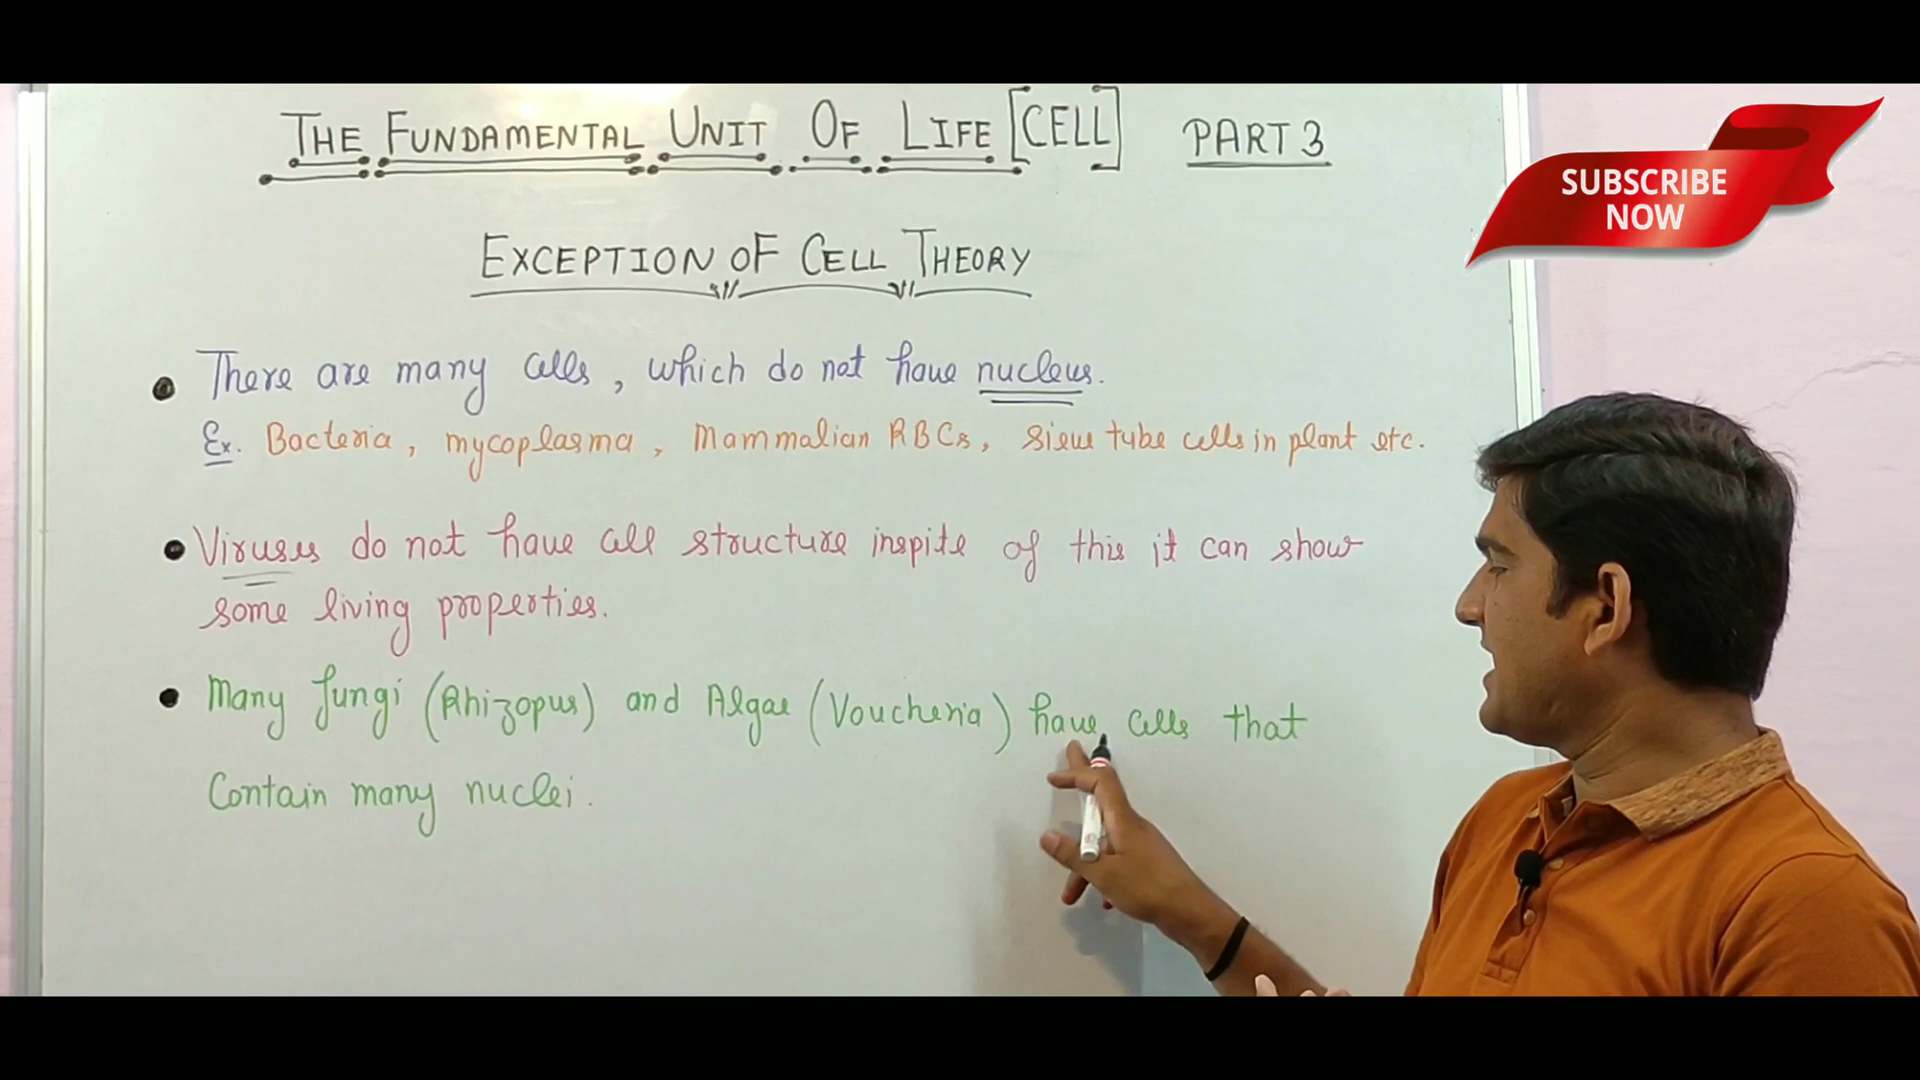 THE FUNDAMENTAL UNIT OF LIFE [CELL] PART 3
SUBSCRIBE
NOW
EXCEPTION OF CELL THEORY
• There are many cells, which do not have nucleus.
Ex. Bacteria, mycoplasma, Mammalian RBCs, Sieve tube cells in plant etc.
• Viruses do not have cell structure inspite of this it can show
some living properties.
• Many fungi (Rhizopus) and Algae (Voucheria) have cells that
Contain many nuclei.